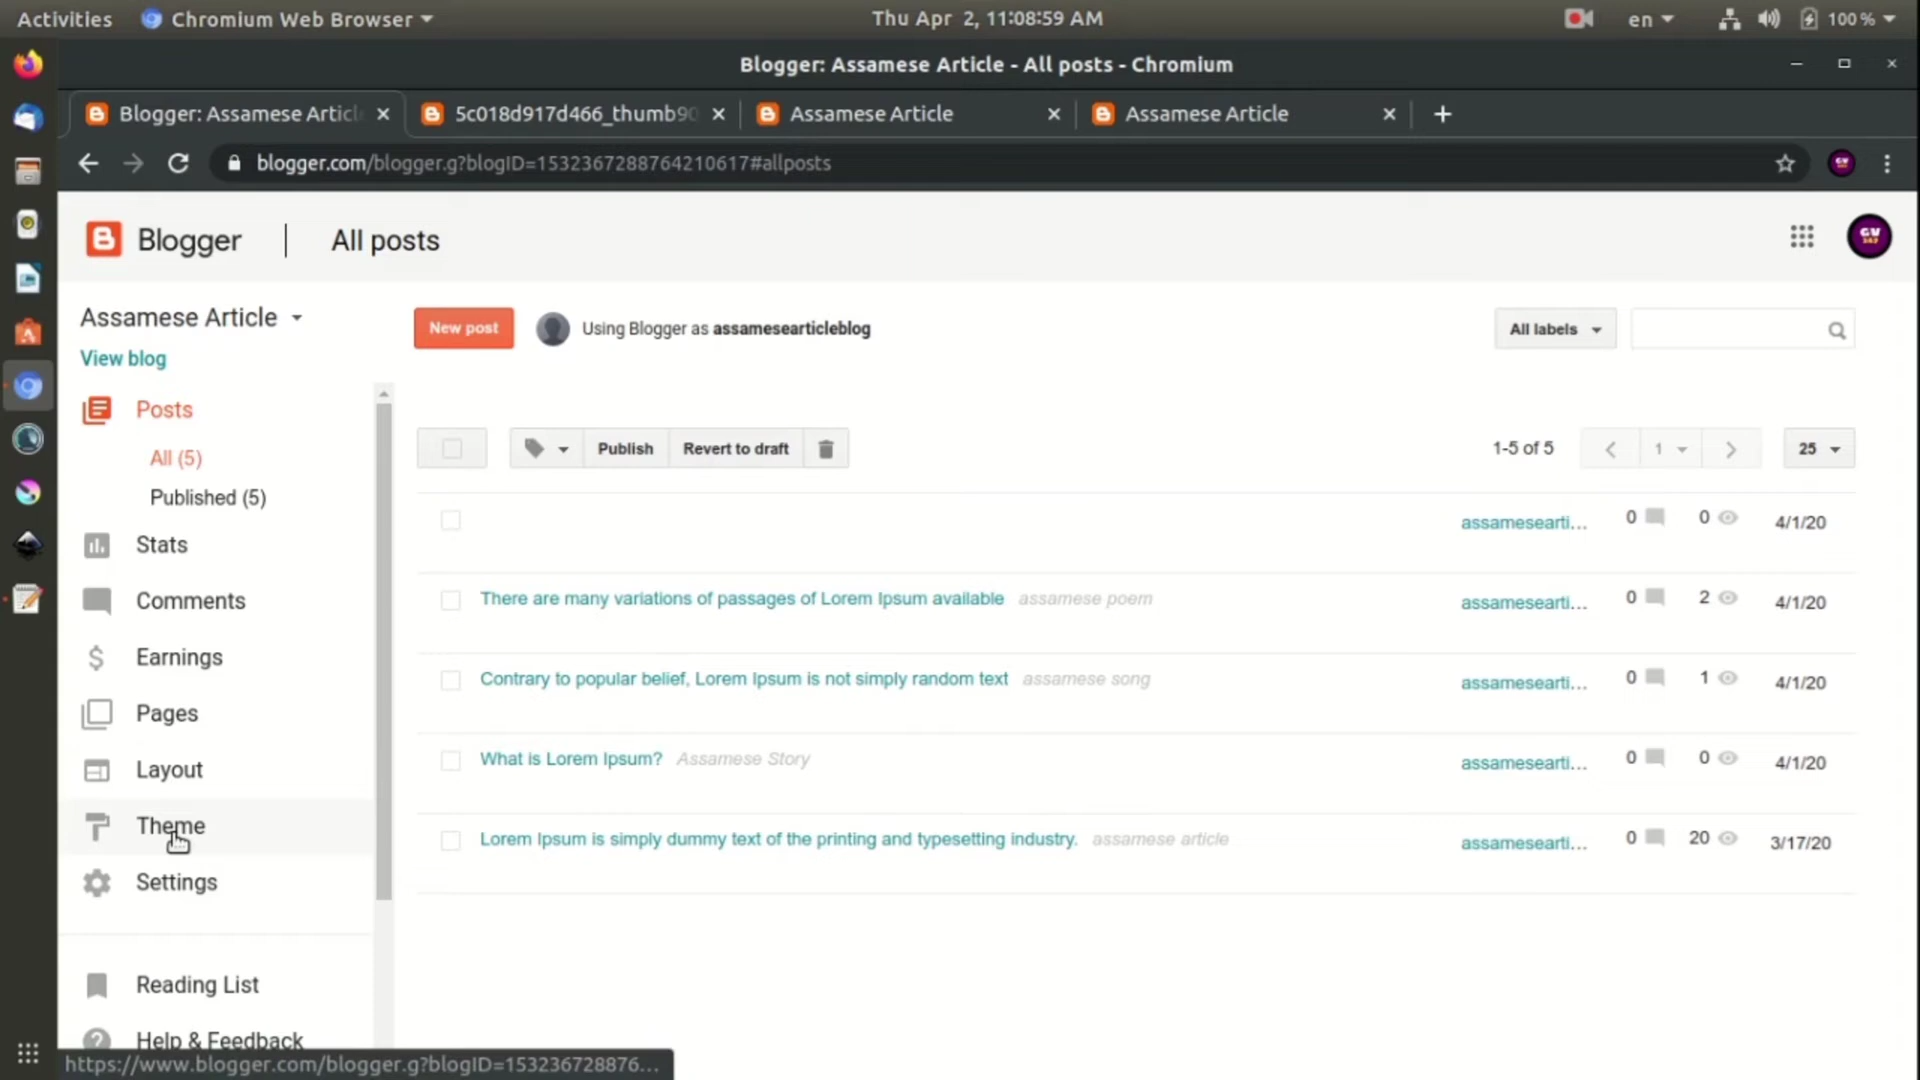 Activities Chromium Web Browser Thu Apr 2, 11:08:59 AM en 100 %
Blogger: Assamese Article - All posts - Chromium
Blogger: Assamese Article 5c018d917d466_thumb90 Assamese Article Assamese Article
blogger.com/blogger.g?blogID=1532367288764210617#allposts
Blogger All posts
Assamese Article
View blog
New post Using Blogger as assamesearticleblog All labels
Posts
All (5)
Published (5)
Stats
Comments
Earnings
Pages
Layout
Theme
Settings
Reading List
Help & Feedback
Publish Revert to draft 1-5 of 5 1 25
assamesearti... 0 0 4/1/20
There are many variations of passages of Lorem Ipsum available assamese poem assamesearti... 0 2 4/1/20
Contrary to popular belief, Lorem Ipsum is not simply random text assamese song assamesearti... 0 1 4/1/20
What is Lorem Ipsum? Assamese Story assamesearti... 0 0 4/1/20
Lorem Ipsum is simply dummy text of the printing and typesetting industry. assamese article assamesearti... 0 20 3/17/20
https://www.blogger.com/blogger.g?blogID=153236728876...